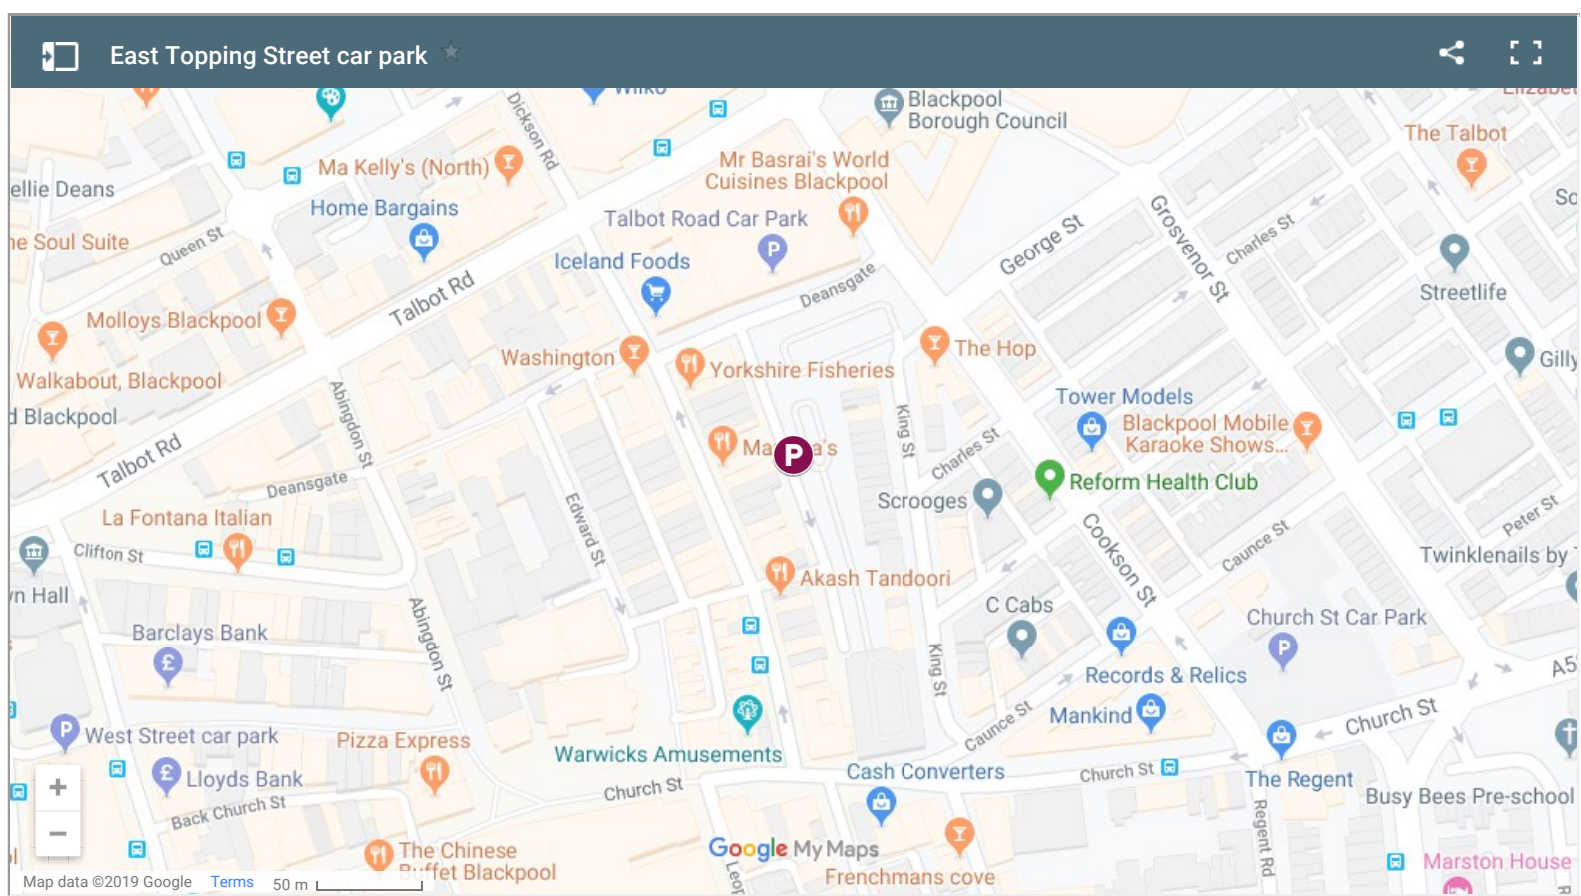 East Topping Street car park
Wilko
Elizabet
Blackpool
Borough Council
Dickson Rd
The Talbot
Ma Kelly's (North)
Mr Basrai's World
Cuisines Blackpool
ellie Deans
Home Bargains
Talbot Road Car Park
P
George St
Grosvenor St
Charles St
So
he Soul Suite
Queen St
Iceland Foods
Talbot Rd
Deansgate
Streetlife
Molloys Blackpool
Washington
Yorkshire Fisheries
The Hop
Gilly
Walkabout, Blackpool
d Blackpool
Abingdon St
Tower Models
Blackpool Mobile
Karaoke Shows...
King St
Charles St
Talbot Rd
P
Deansgate
Reform Health Club
Scrooges
Edward St
Cookson St
Peter St
Caunce St
La Fontana Italian
Clifton St
Twinklenails by
wn Hall
Akash Tandoori
C Cabs
Abingdon St
Barclays Bank
£
Church St Car Park
P
King St
Records & Relics
A5
P
West Street car park
Pizza Express
Warwicks Amusements
Caunce St
Mankind
Church St
£
Lloyds Bank
Cash Converters
Church St
The Regent
Church St
Back Church St
Busy Bees Pre-school
Regent Rd
+
−
The Chinese
Buffet Blackpool
Google My Maps
Frenchmans cove
Marston House
Map data ©2019 Google Terms 50 m